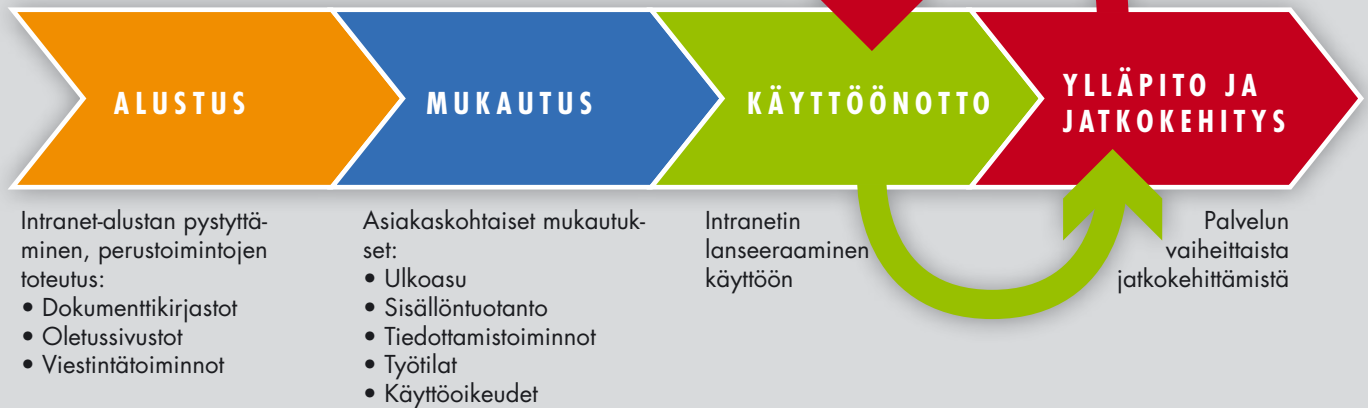 ALUSTUS
MUKAUTUS
KÄYTTÖÖNOTTO
YLLÄPITO JA
JATKOKEHITYS
Intranet-alustan pystyttä-
minen, perustoimintojen
toteutus:
• Dokumenttikirjastot
• Oletussivustot
• Viestintätoiminnot
Asiakaskohtaiset mukautuk-
set:
• Ulkoasu
• Sisällöntuotanto
• Tiedottamistoiminnot
• Työtilat
• Käyttöoikeudet
Intranetin
lanseeraaminen
käyttöön
Palvelun
vaiheittaista
jatkokehittämistä